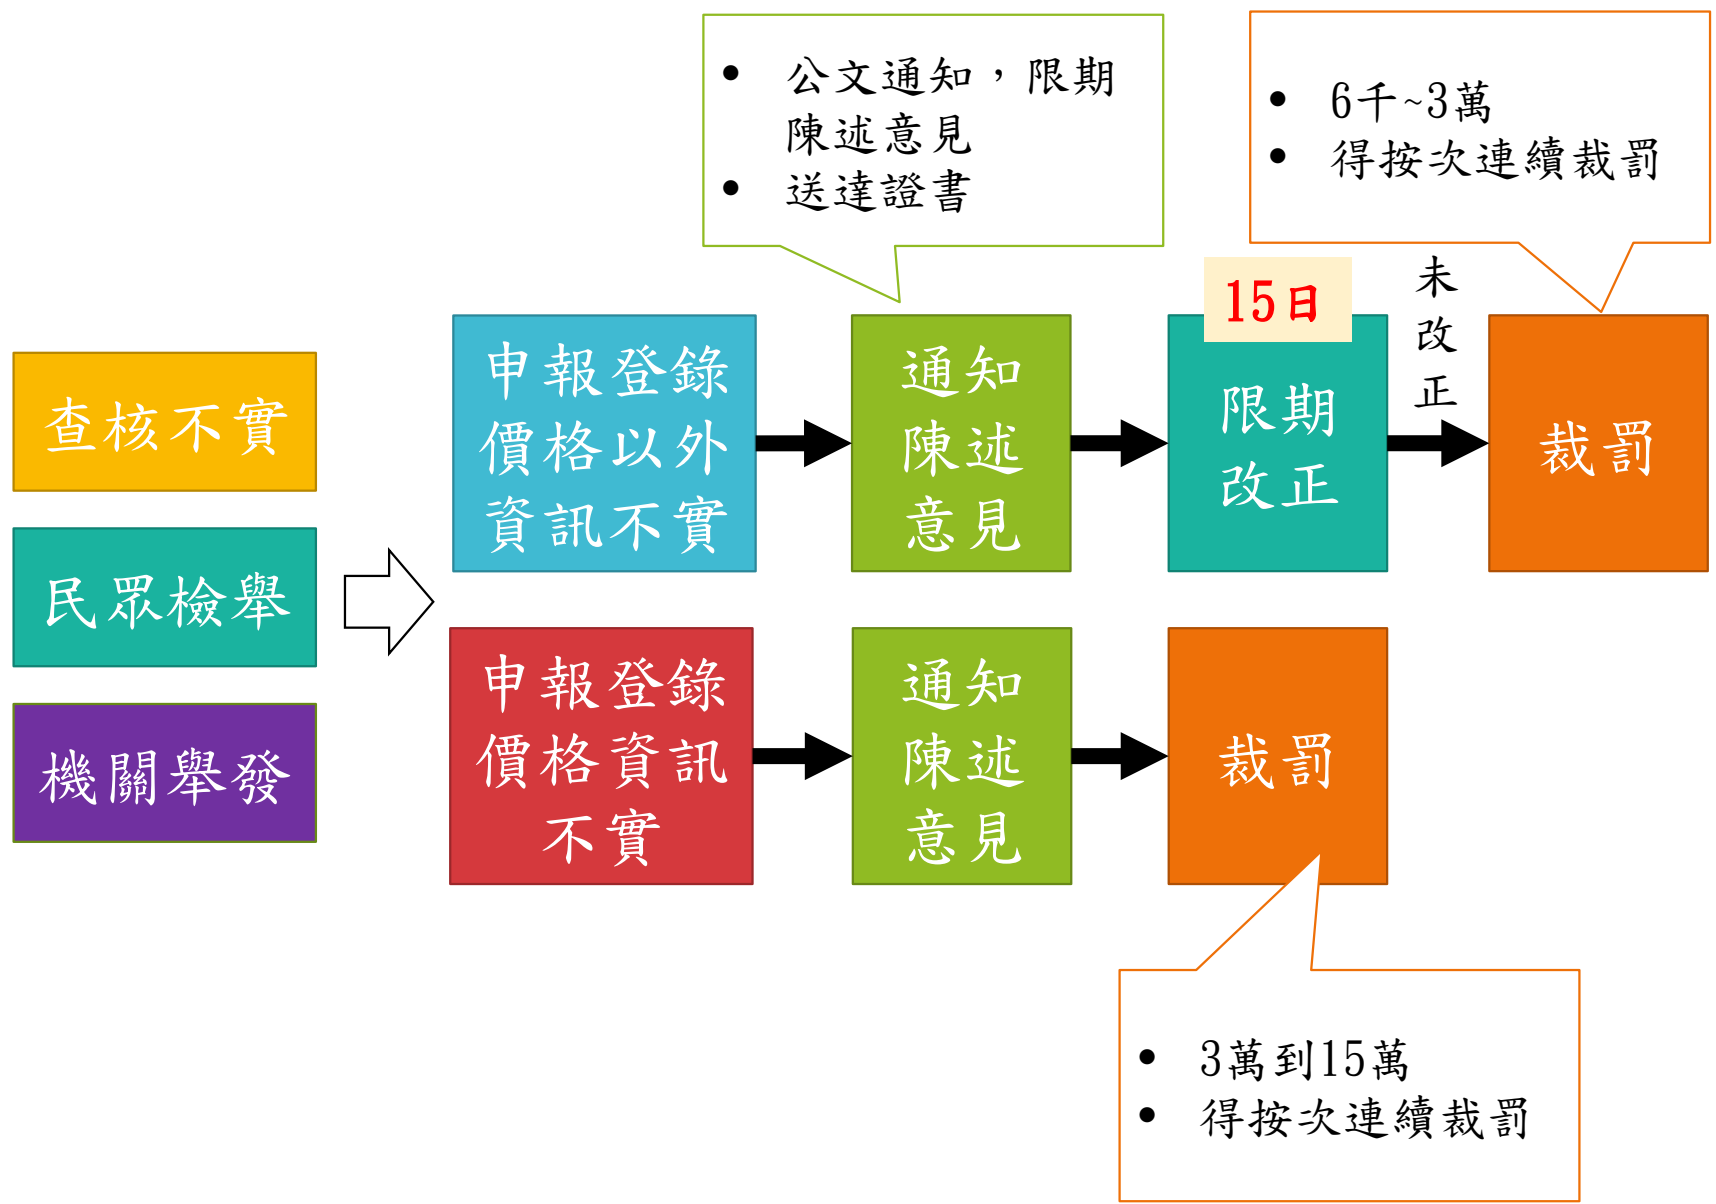 查核不實
民眾檢舉
機關舉發
• 公文通知，限期
陳述意見
• 送達證書
• 6千~3萬
• 得按次連續裁罰
申報登錄
價格以外
資訊不實
通知
陳述
意見
15日
限期
改正
未
改
正
裁罰
申報登錄
價格資訊
不實
通知
陳述
意見
裁罰
• 3萬到15萬
• 得按次連續裁罰